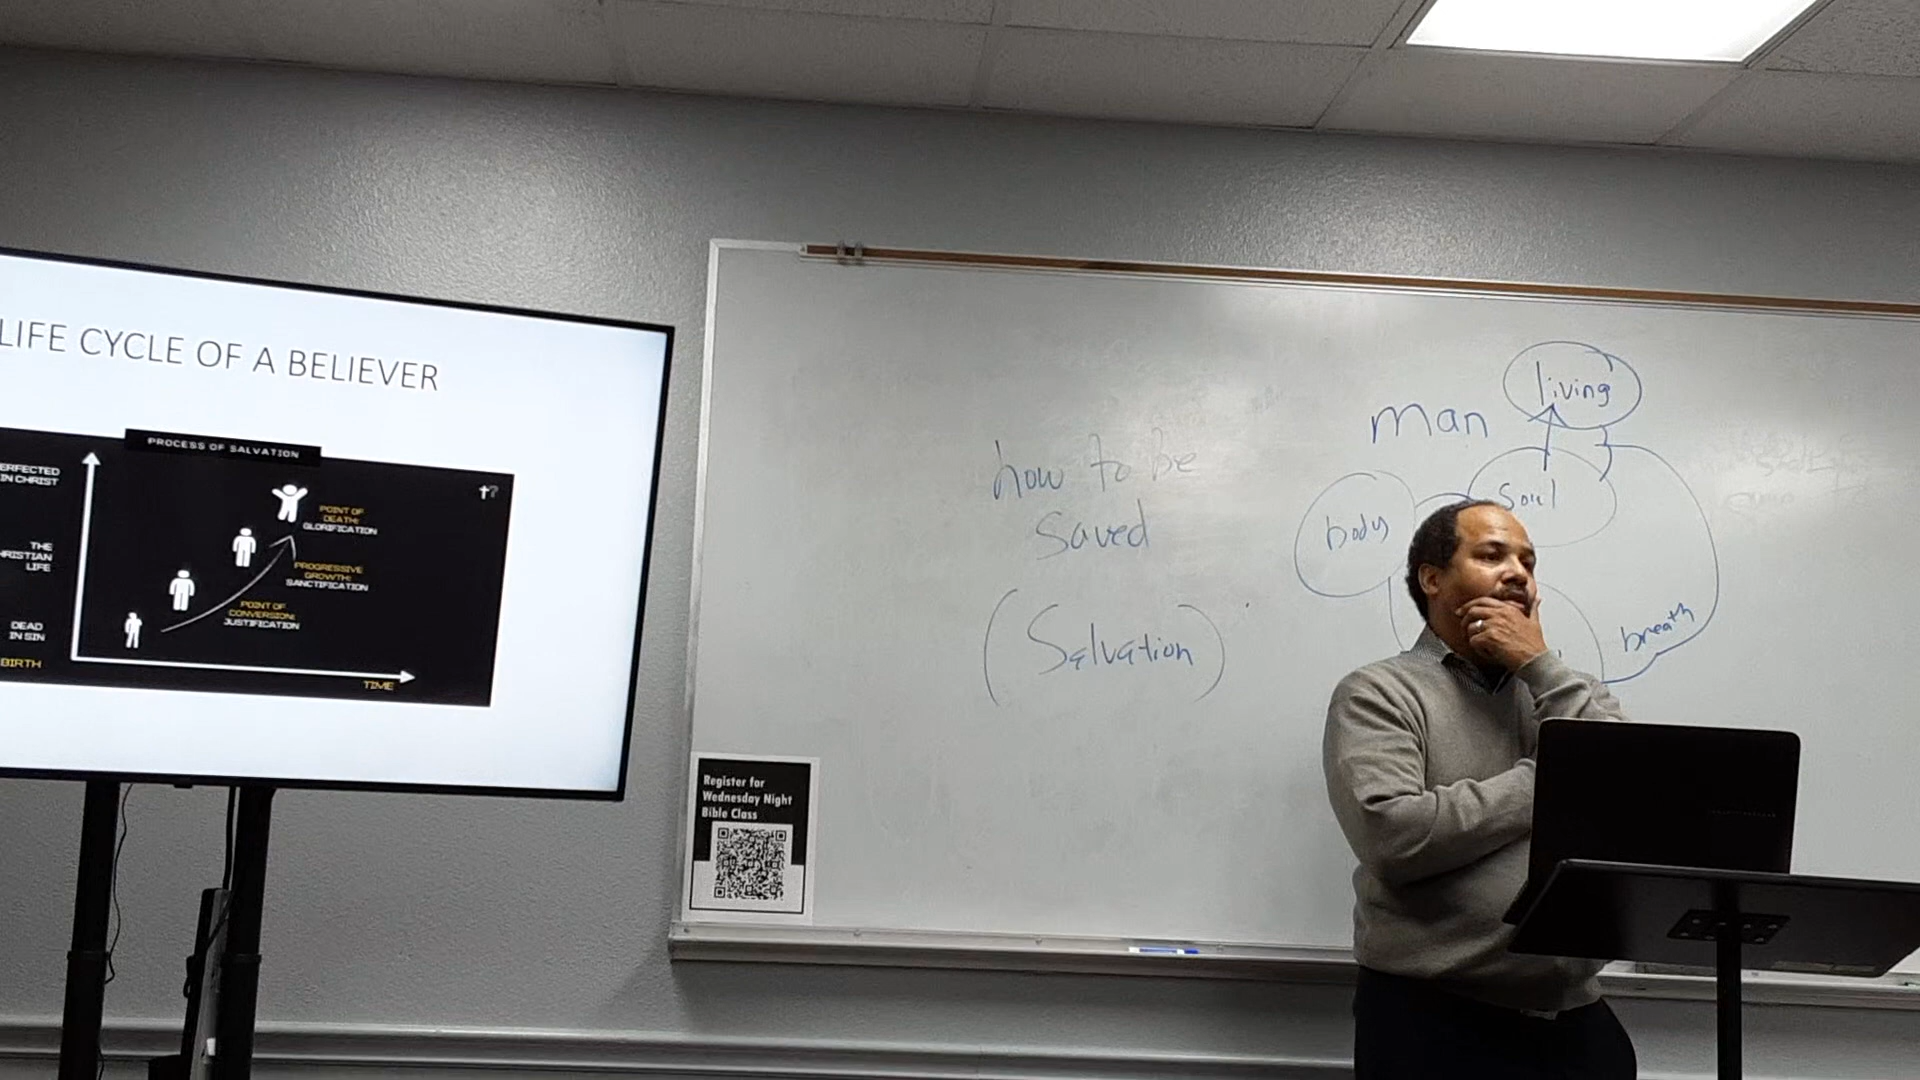 LIFE CYCLE OF A BELIEVER
PROCESS OF SALVATION
ERFECTED
IN CHRIST
THE
HRISTIAN
LIFE
DEAD
IN SIN
BIRTH
POINT OF
DEATH:
GLORIFICATION
PROGRESSIVE
GROWTH:
SANCTIFICATION
POINT OF
CONVERSION:
JUSTIFICATION
TIME
how to be
saved
(Salvation)
man
living
soul
body
breath
Register for
Wednesday Night
Bible Class